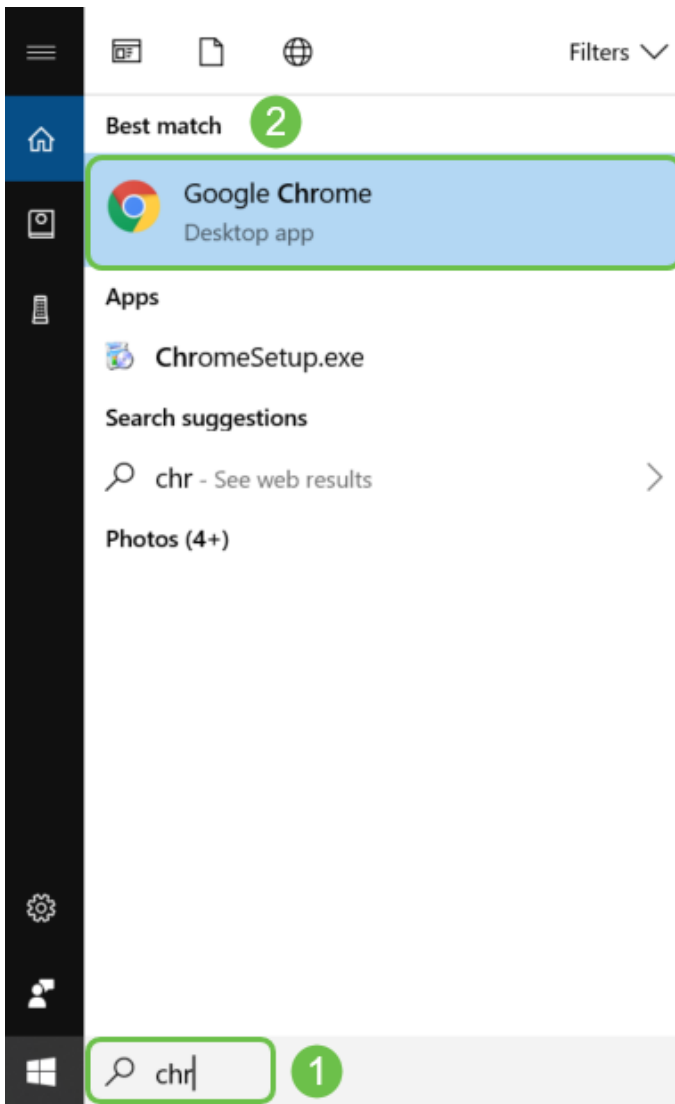 Filters
Best match 2
Google Chrome
Desktop app
Apps
ChromeSetup.exe
Search suggestions
chr - See web results
Photos (4+)
chr 1